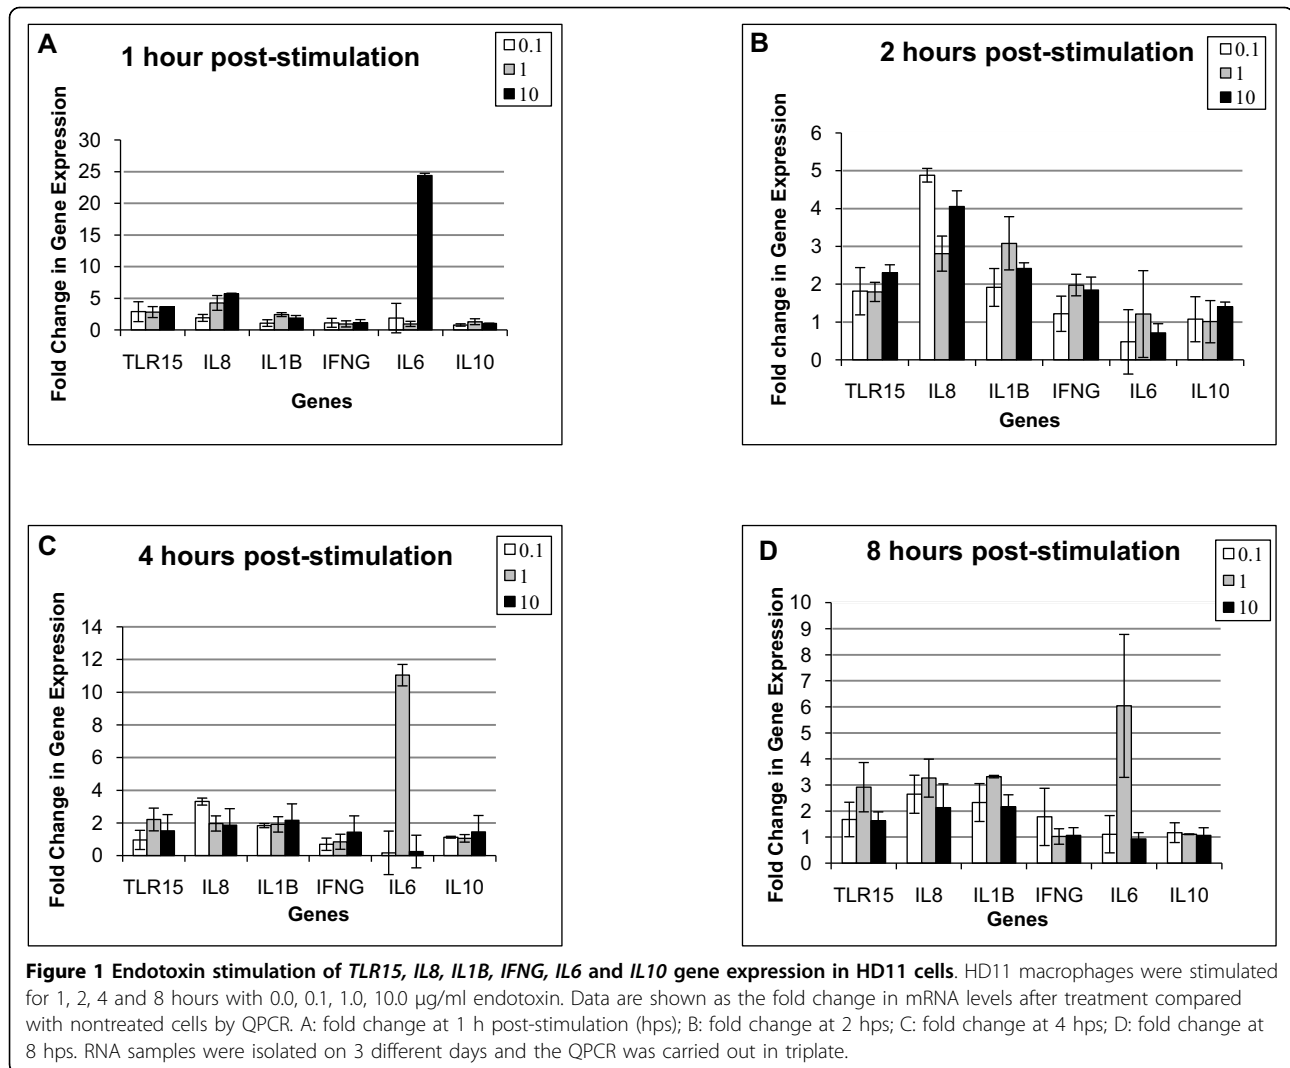 A
1 hour post-stimulation
0.1
1
10
Fold Change in Gene Expression
30
25
20
15
10
5
0
TLR15 IL8 IL1B IFNG IL6 IL10
Genes
B
2 hours post-stimulation
0.1
1
10
Fold change in Gene Expression
6
5
4
3
2
1
0
TLR15 IL8 IL1B IFNG IL6 IL10
Genes
C
4 hours post-stimulation
0.1
1
10
Fold Change in Gene Expression
14
12
10
8
6
4
2
0
TLR15 IL8 IL1B IFNG IL6 IL10
Genes
D
8 hours post-stimulation
0.1
1
10
Fold Change in Gene Expression
10
9
8
7
6
5
4
3
2
1
0
TLR15 IL8 IL1B IFNG IL6 IL10
Genes
Figure 1 Endotoxin stimulation of TLR15, IL8, IL1B, IFNG, IL6 and IL10 gene expression in HD11 cells. HD11 macrophages were stimulated
for 1, 2, 4 and 8 hours with 0.0, 0.1, 1.0, 10.0 μg/ml endotoxin. Data are shown as the fold change in mRNA levels after treatment compared
with nontreated cells by QPCR. A: fold change at 1 h post-stimulation (hps); B: fold change at 2 hps; C: fold change at 4 hps; D: fold change at
8 hps. RNA samples were isolated on 3 different days and the QPCR was carried out in triplate.